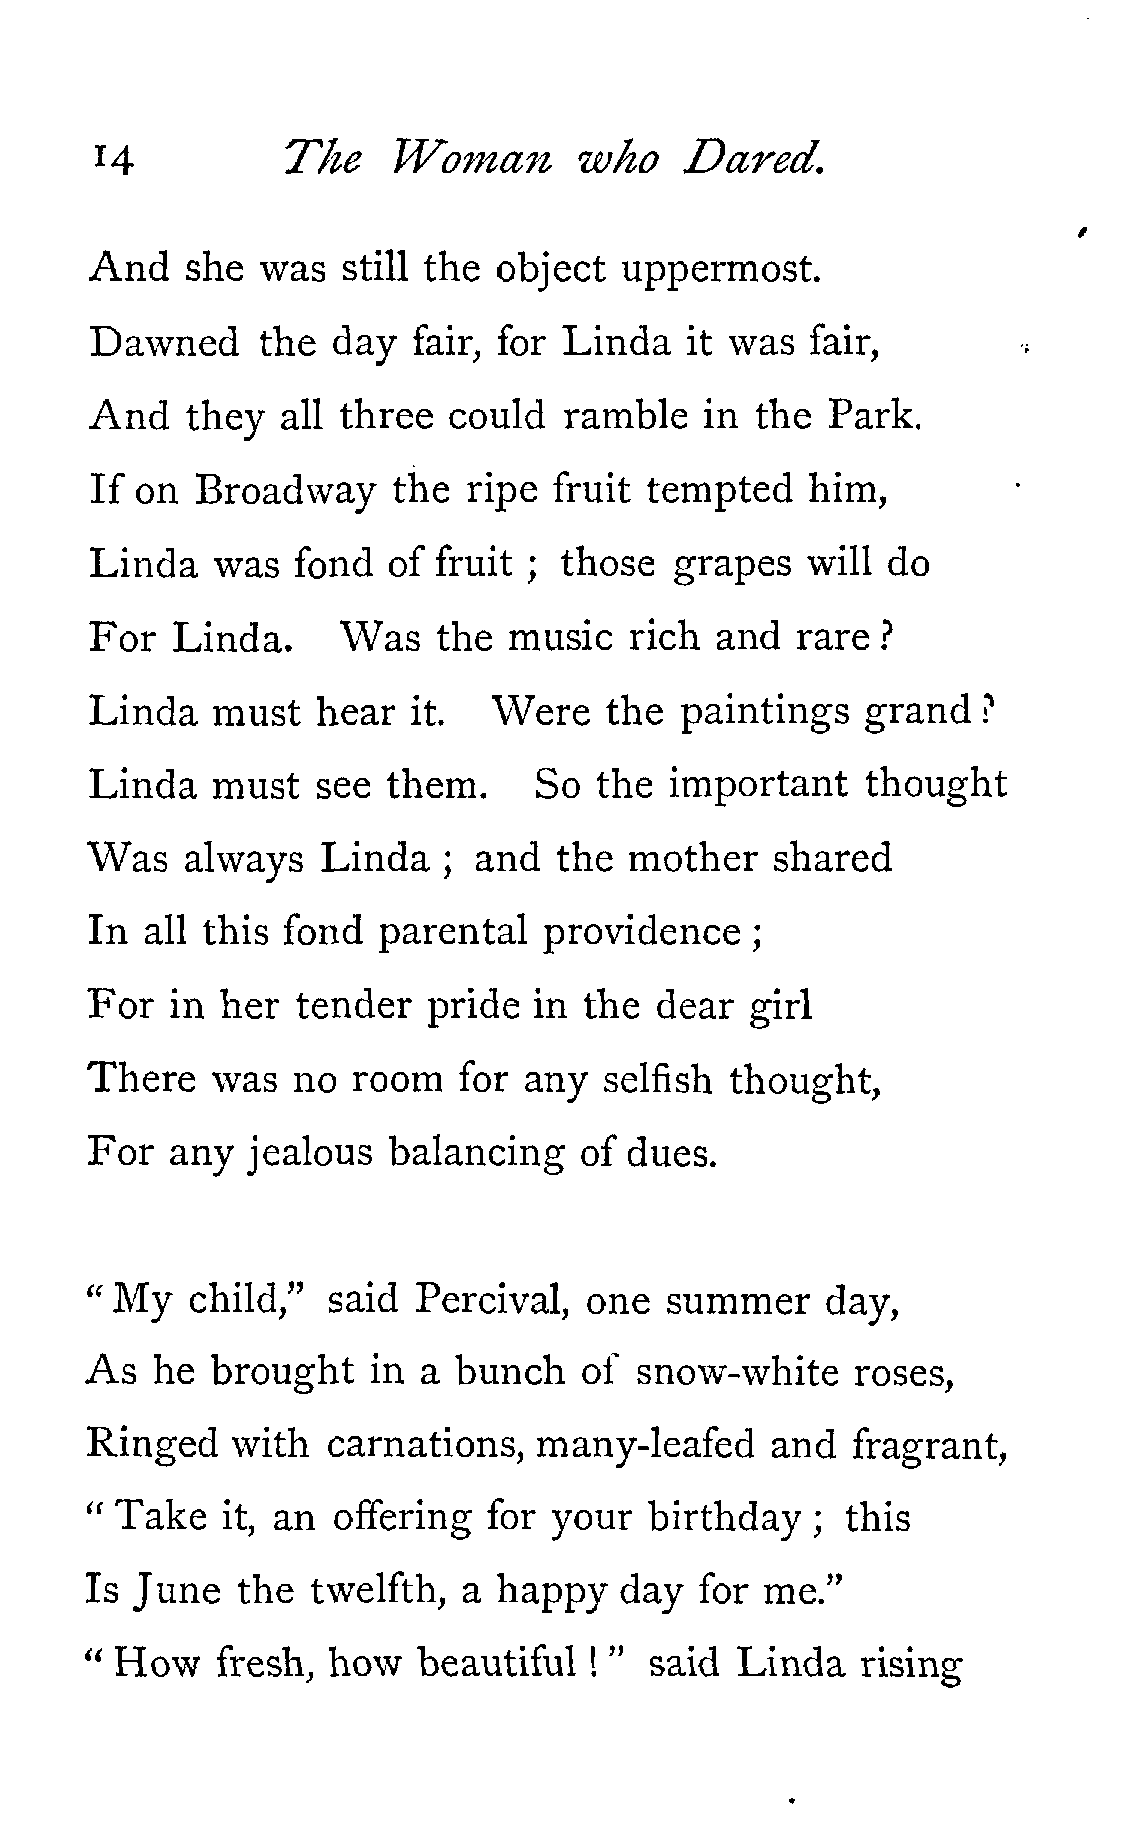 14 The Woman who Dared.
And she was still the object uppermost.
Dawned the day fair, for Linda it was fair,
And they all three could ramble in the Park.
If on Broadway the ripe fruit tempted him,
Linda was fond of fruit ; those grapes will do
For Linda. Was the music rich and rare ?
Linda must hear it. Were the paintings grand ?
Linda must see them. So the important thought
Was always Linda ; and the mother shared
In all this fond parental providence ;
For in her tender pride in the dear girl
There was no room for any selfish thought,
For any jealous balancing of dues.
" My child," said Percival, one summer day,
As he brought in a bunch of snow-white roses,
Ringed with carnations, many-leafed and fragrant,
" Take it, an offering for your birthday ; this
Is June the twelfth, a happy day for me."
" How fresh, how beautiful ! " said Linda rising